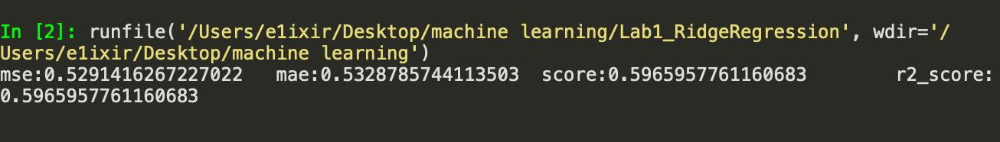 In [2]: runfile('/Users/e1ixir/Desktop/machine learning/Lab1_RidgeRegression', wdir='/
Users/e1ixir/Desktop/machine learning')
mse:0.5291416267227022   mae:0.5328785744113503  score:0.5965957761160683        r2_score:
0.5965957761160683